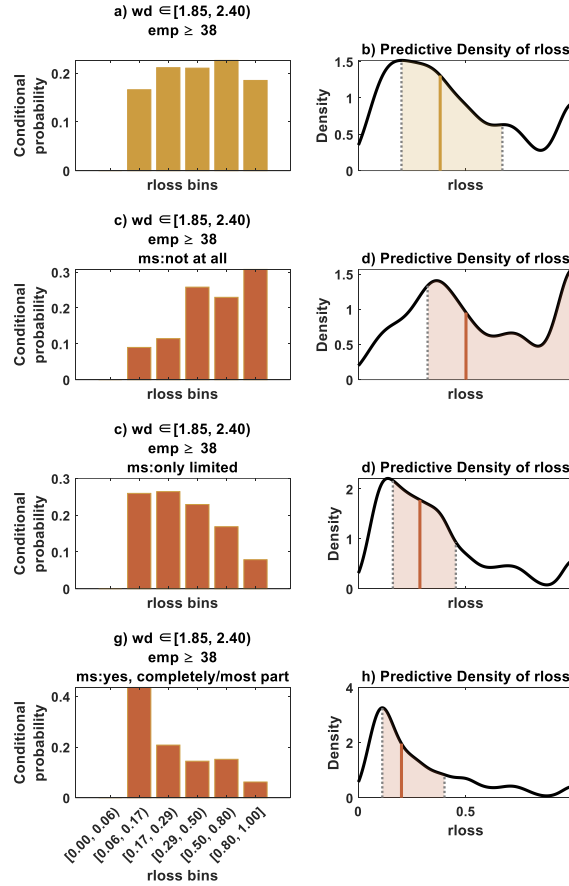 a) wd ∈[1.85, 2.40)
emp ≥ 38
Conditional
probability
0.2
0.1
0
rloss bins
b) Predictive Density of rloss
Density
1.5
1
0.5
0
rloss
c) wd ∈[1.85, 2.40)
emp ≥ 38
ms:not at all
Conditional
probability
0.3
0.2
0.1
0
rloss bins
d) Predictive Density of rloss
Density
1.5
1
0.5
0
rloss
c) wd ∈[1.85, 2.40)
emp ≥ 38
ms:only limited
Conditional
probability
0.3
0.2
0.1
0
rloss bins
d) Predictive Density of rloss
Density
2
1
0
rloss
g) wd ∈[1.85, 2.40)
emp ≥ 38
ms:yes, completely/most part
Conditional
probability
0.4
0.2
0
[0.00, 0.06)
[0.06, 0.17)
[0.17, 0.29)
[0.29, 0.50)
[0.50, 0.80)
[0.80, 1.00]
rloss bins
h) Predictive Density of rloss
Density
4
2
0
0
0.5
rloss